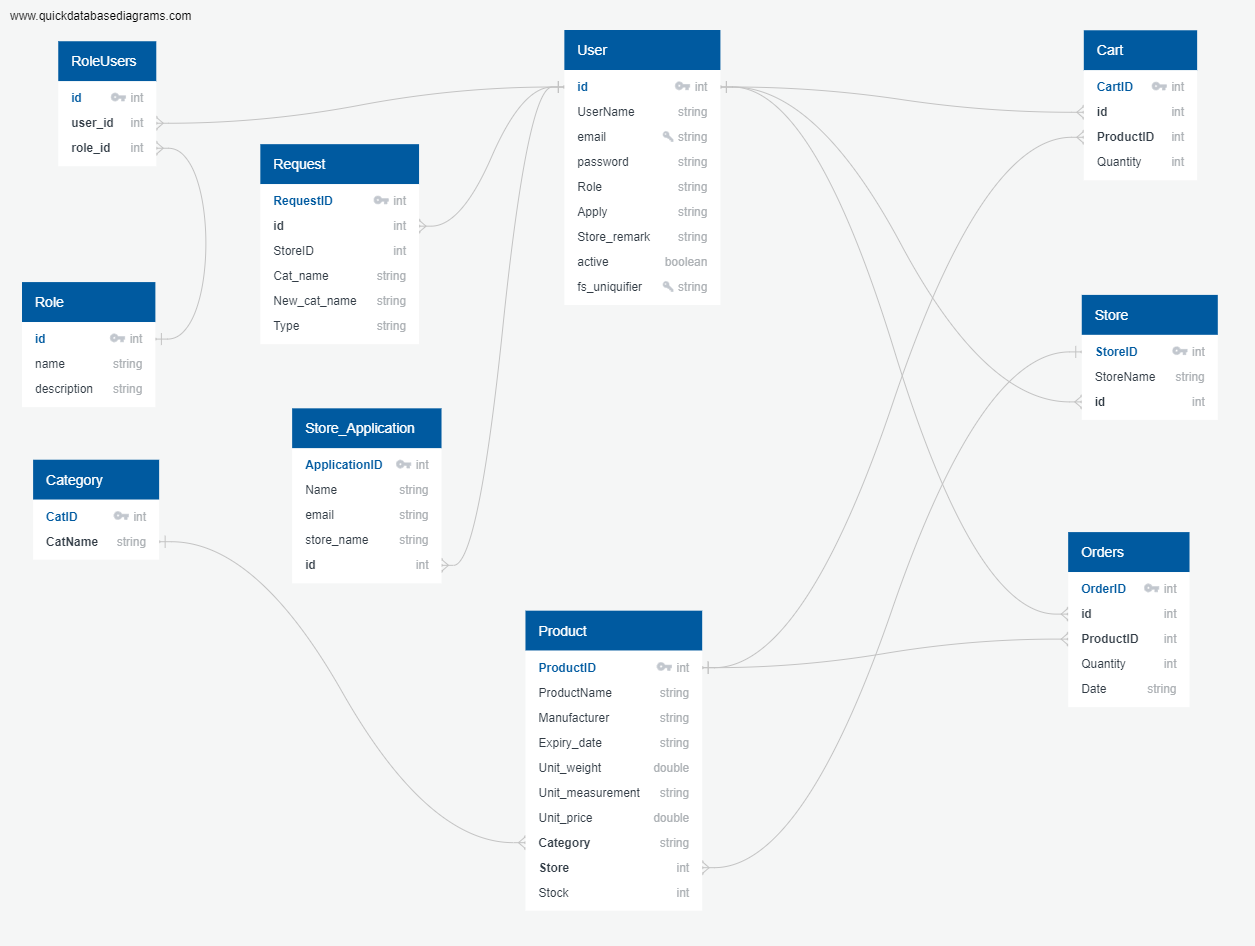 www.quickdatabasediagrams.com
RoleUsers
id int
user_id int
role_id int
Request
RequestID int
id int
StoreID int
Cat_name string
New_cat_name string
Type string
User
id int
UserName string
email string
password string
Role string
Apply string
Store_remark string
active boolean
fs_uniquifier string
Cart
CartID int
id int
ProductID int
Quantity int
Role
id int
name string
description string
Store
StoreID int
StoreName string
id int
Store_Application
ApplicationID int
Name string
email string
store_name string
id int
Category
CatID int
CatName string
Orders
OrderID int
id int
ProductID int
Quantity int
Date string
Product
ProductID int
ProductName string
Manufacturer string
Expiry_date string
Unit_weight double
Unit_measurement string
Unit_price double
Category string
Store int
Stock int